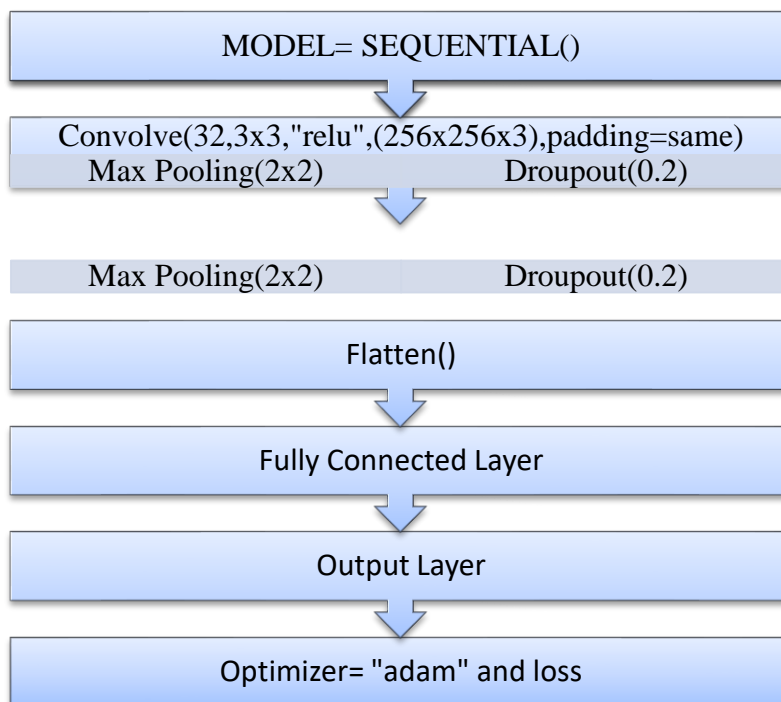 MODEL= SEQUENTIAL()
Convolve(32,3x3,"relu",(256x256x3),padding=same)
Max Pooling(2x2) Droupout(0.2)
Max Pooling(2x2) Droupout(0.2)
Flatten()
Fully Connected Layer
Output Layer
Optimizer= "adam" and loss